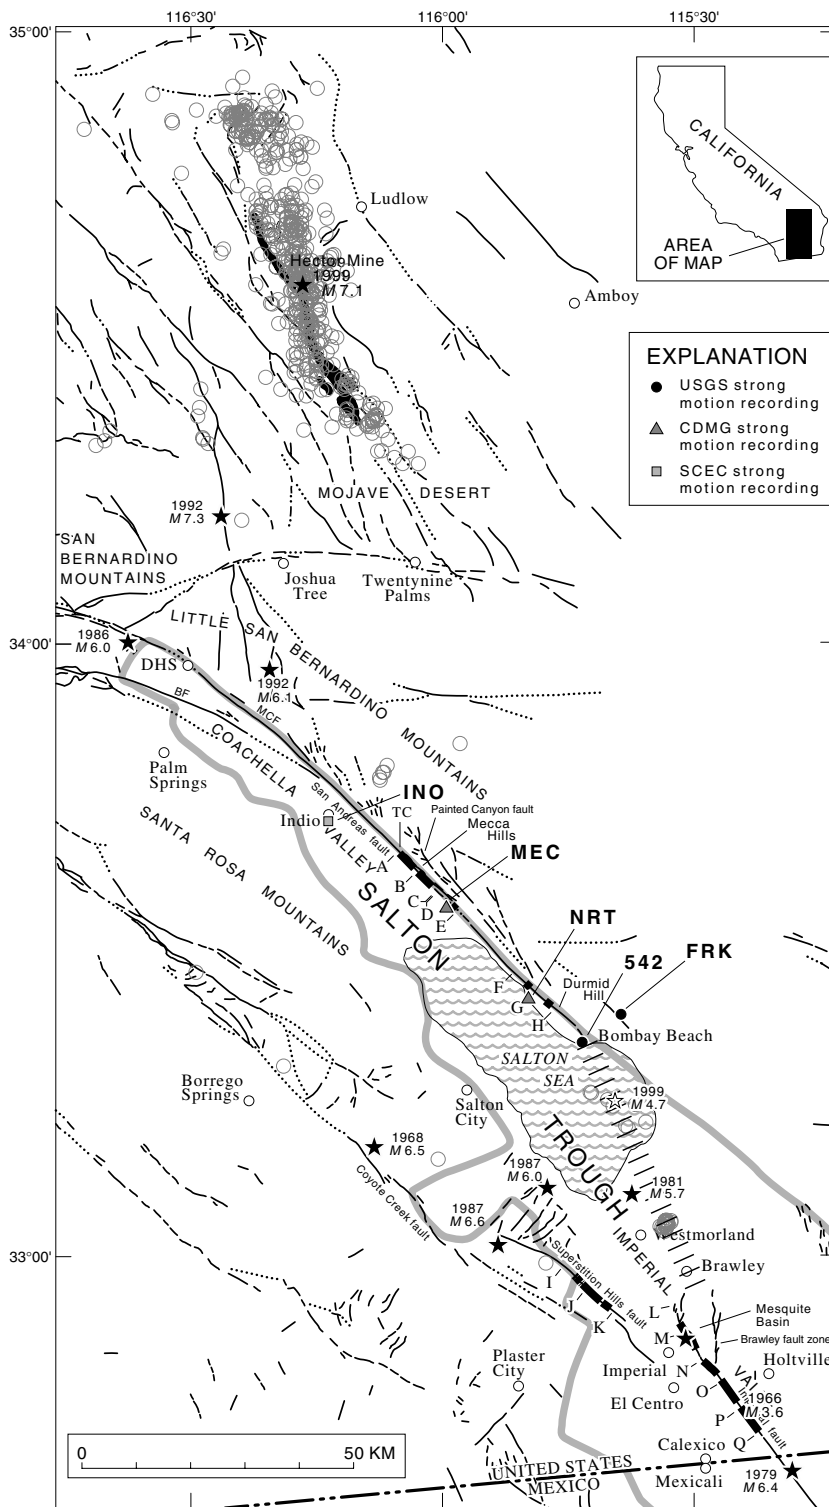 116°30'
116°00'
115°30'
35°00'
CALIFORNIA
AREA
OF MAP
Ludlow
Hector Mine
1999
M 7.1
Amboy
EXPLANATION
USGS strong
motion recording
CDMG strong
motion recording
SCEC strong
motion recording
MOJAVE DESERT
1992
M 7.3
SAN
BERNARDINO
MOUNTAINS
Joshua
Tree
Twentynine
Palms
34°00'
1986
M 6.0
LITTLE SAN BERNARDINO MOUNTAINS
DHS
1992
M 6.1
BF
MCF
COACHELLA
VALLEY
Palm
Springs
San Andreas fault
INO
TC
Painted Canyon fault
Mecca
Hills
Indio
SANTA ROSA MOUNTAINS
MEC
A
B
C
D
E
SALTON
NRT
FRK
542
F
G
H
Durmid
Hill
Bombay Beach
SALTON
SEA
Borrego
Springs
Salton
City
1999
M 4.7
TROUGH
1968
M 6.5
Coyote Creek fault
1987
M 6.0
1981
M 5.7
1987
M 6.6
33°00'
Westmorland
IMPERIAL
Brawley
Superstition Hills fault
I
J
K
L
Mesquite
Basin
M
Brawley fault zone
Imperial
N
Holtville
Plaster
City
El Centro
O
VA
1966
M 3.6
P
Imperial fault
Q
Calexico
0
50 KM
UNITED STATES
MEXICO
Mexicali
1979
M 6.4